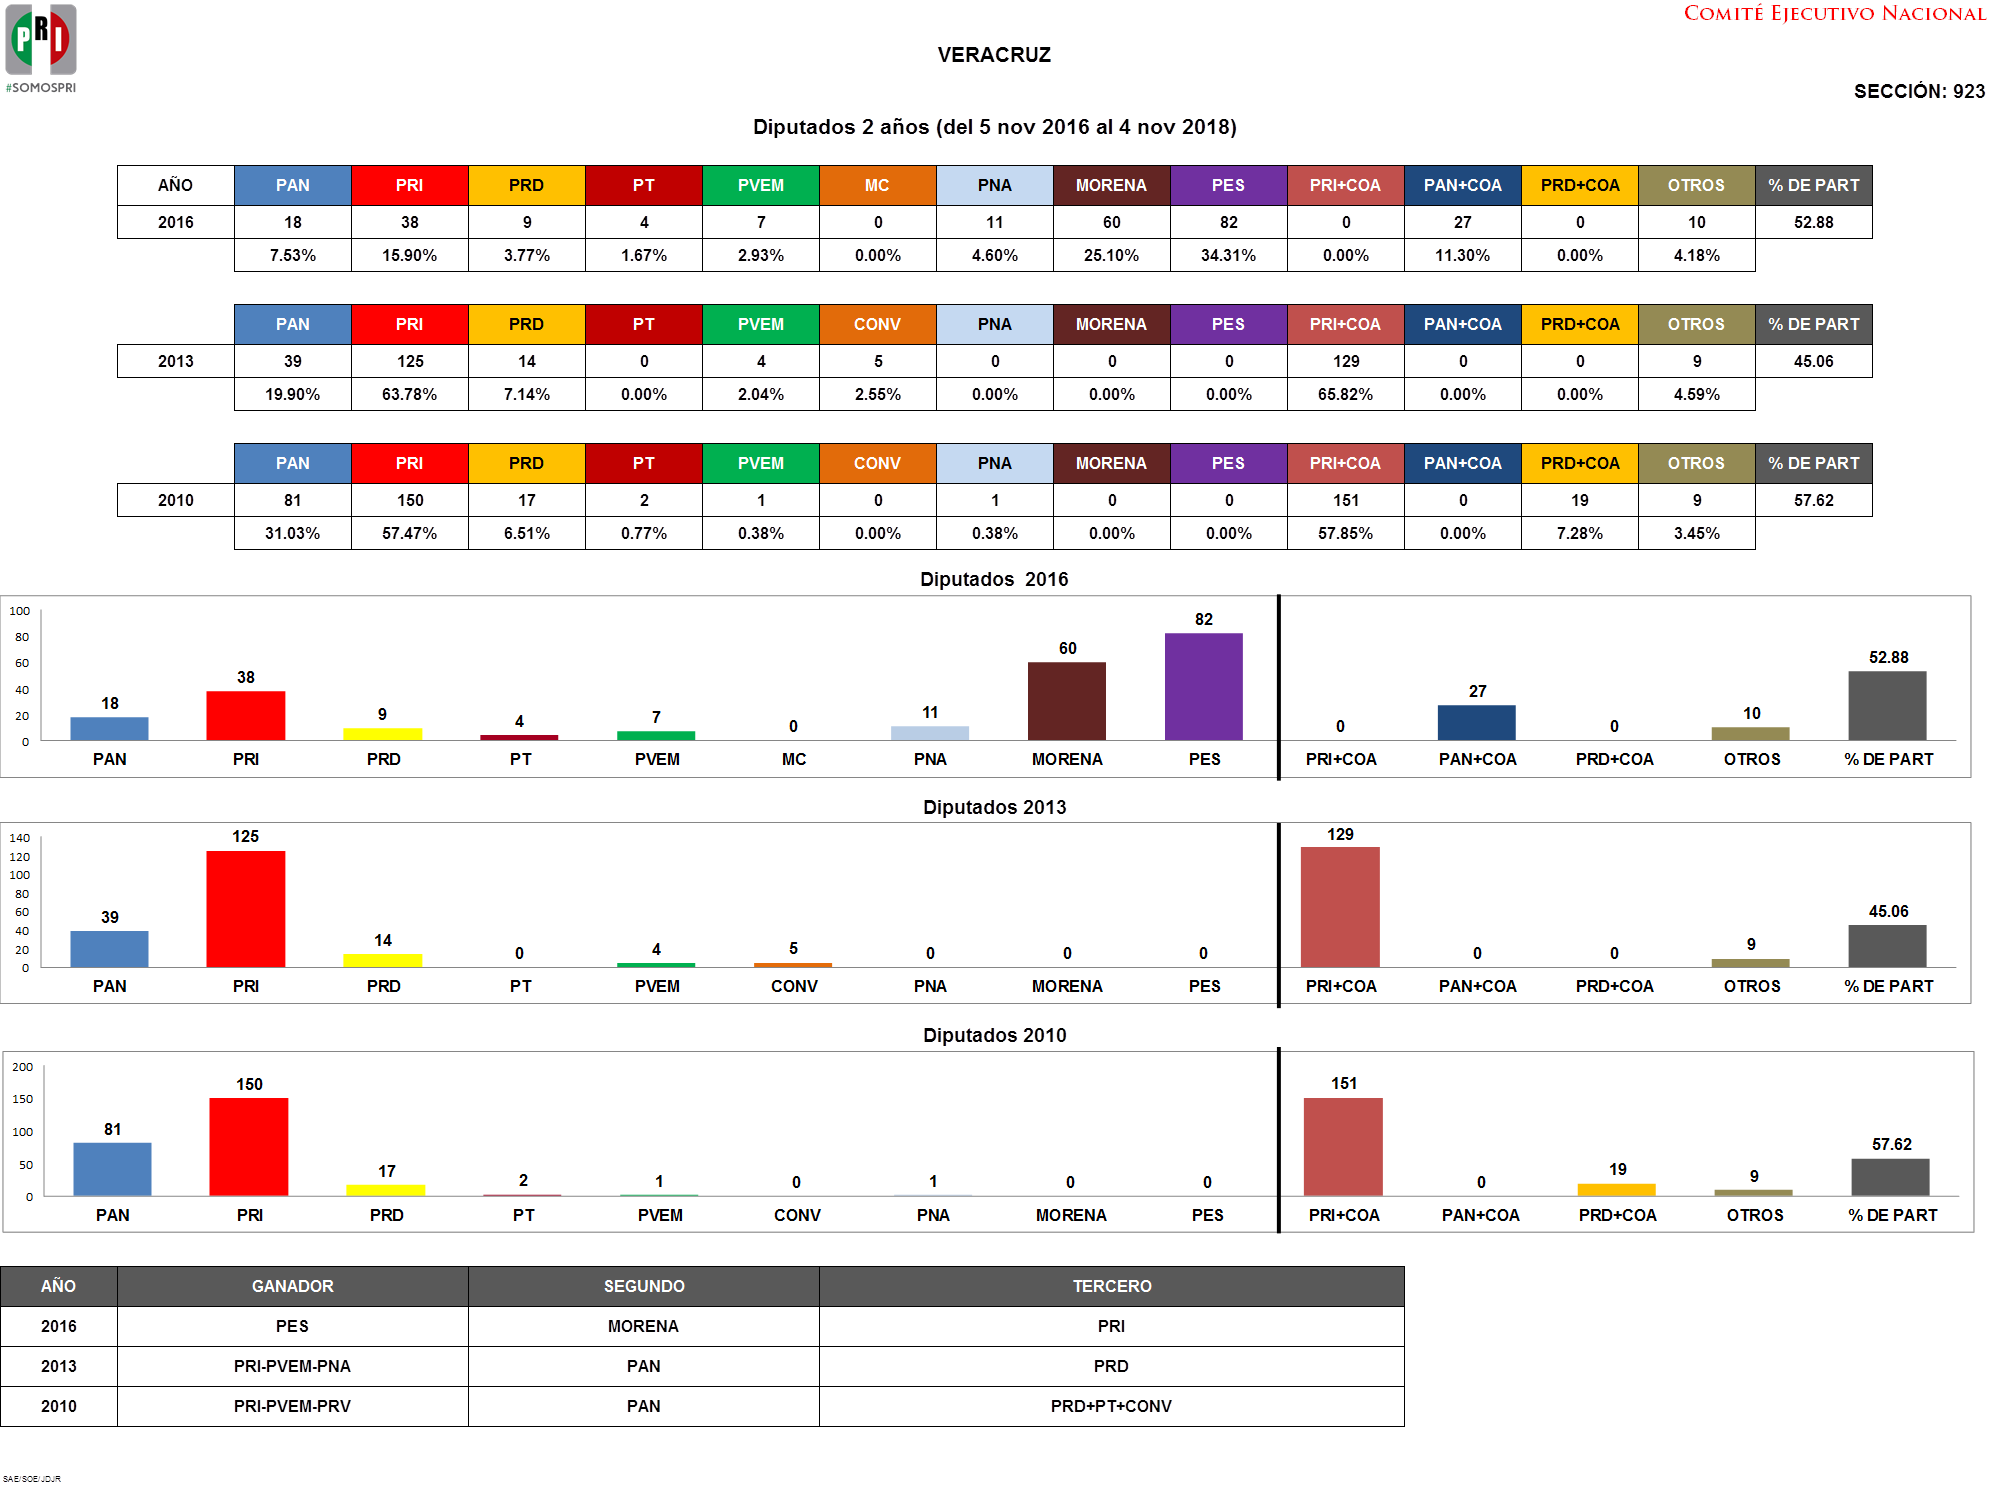 PRI
#SOMOSPRI
COMITÉ EJECUTIVO NACIONAL
VERACRUZ
SECCIÓN: 923
Diputados 2 años (del 5 nov 2016 al 4 nov 2018)
AÑO PAN PRI PRD PT PVEM MC PNA MORENA PES PRI+COA PAN+COA PRD+COA OTROS % DE PART
2016 18 38 9 4 7 0 11 60 82 0 27 0 10 52.88
7.53% 15.90% 3.77% 1.67% 2.93% 0.00% 4.60% 25.10% 34.31% 0.00% 11.30% 0.00% 4.18%
PAN PRI PRD PT PVEM CONV PNA MORENA PES PRI+COA PAN+COA PRD+COA OTROS % DE PART
2013 39 125 14 0 4 5 0 0 0 129 0 0 9 45.06
19.90% 63.78% 7.14% 0.00% 2.04% 2.55% 0.00% 0.00% 0.00% 65.82% 0.00% 0.00% 4.59%
PAN PRI PRD PT PVEM CONV PNA MORENA PES PRI+COA PAN+COA PRD+COA OTROS % DE PART
2010 81 150 17 2 1 0 1 0 0 151 0 19 9 57.62
31.03% 57.47% 6.51% 0.77% 0.38% 0.00% 0.38% 0.00% 0.00% 57.85% 0.00% 7.28% 3.45%
Diputados 2016
100
80
60
40
20
0
18 38 9 4 7 0 11 60 82 0 27 0 10 52.88
PAN PRI PRD PT PVEM MC PNA MORENA PES PRI+COA PAN+COA PRD+COA OTROS % DE PART
Diputados 2013
140
120
100
80
60
40
20
0
39 125 14 0 4 5 0 0 0 129 0 0 9 45.06
PAN PRI PRD PT PVEM CONV PNA MORENA PES PRI+COA PAN+COA PRD+COA OTROS % DE PART
Diputados 2010
200
150
100
50
0
81 150 17 2 1 0 1 0 0 151 0 19 9 57.62
PAN PRI PRD PT PVEM CONV PNA MORENA PES PRI+COA PAN+COA PRD+COA OTROS % DE PART
AÑO GANADOR SEGUNDO TERCERO
2016 PES MORENA PRI
2013 PRI-PVEM-PNA PAN PRD
2010 PRI-PVEM-PRV PAN PRD+PT+CONV
SAE/SOE/JDJR